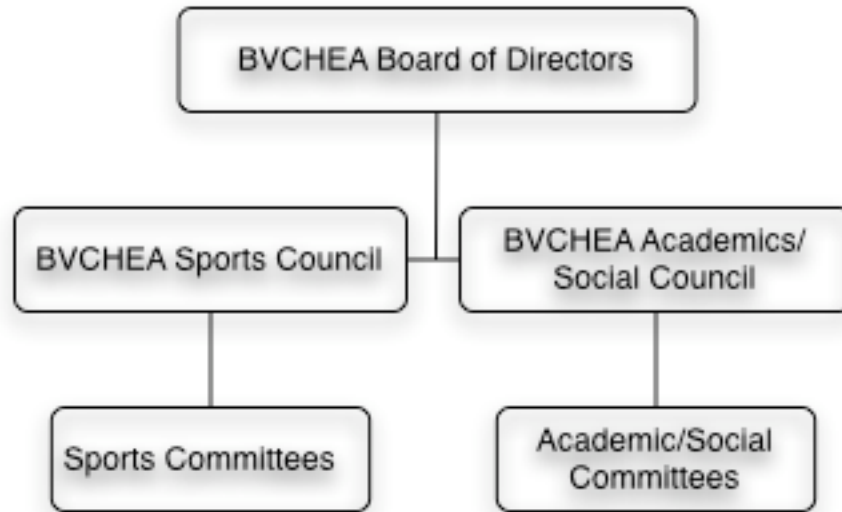 BVCHEA Board of Directors
BVCHEA Sports Council
BVCHEA Academics/
Social Council
Sports Committees
Academic/Social
Committees